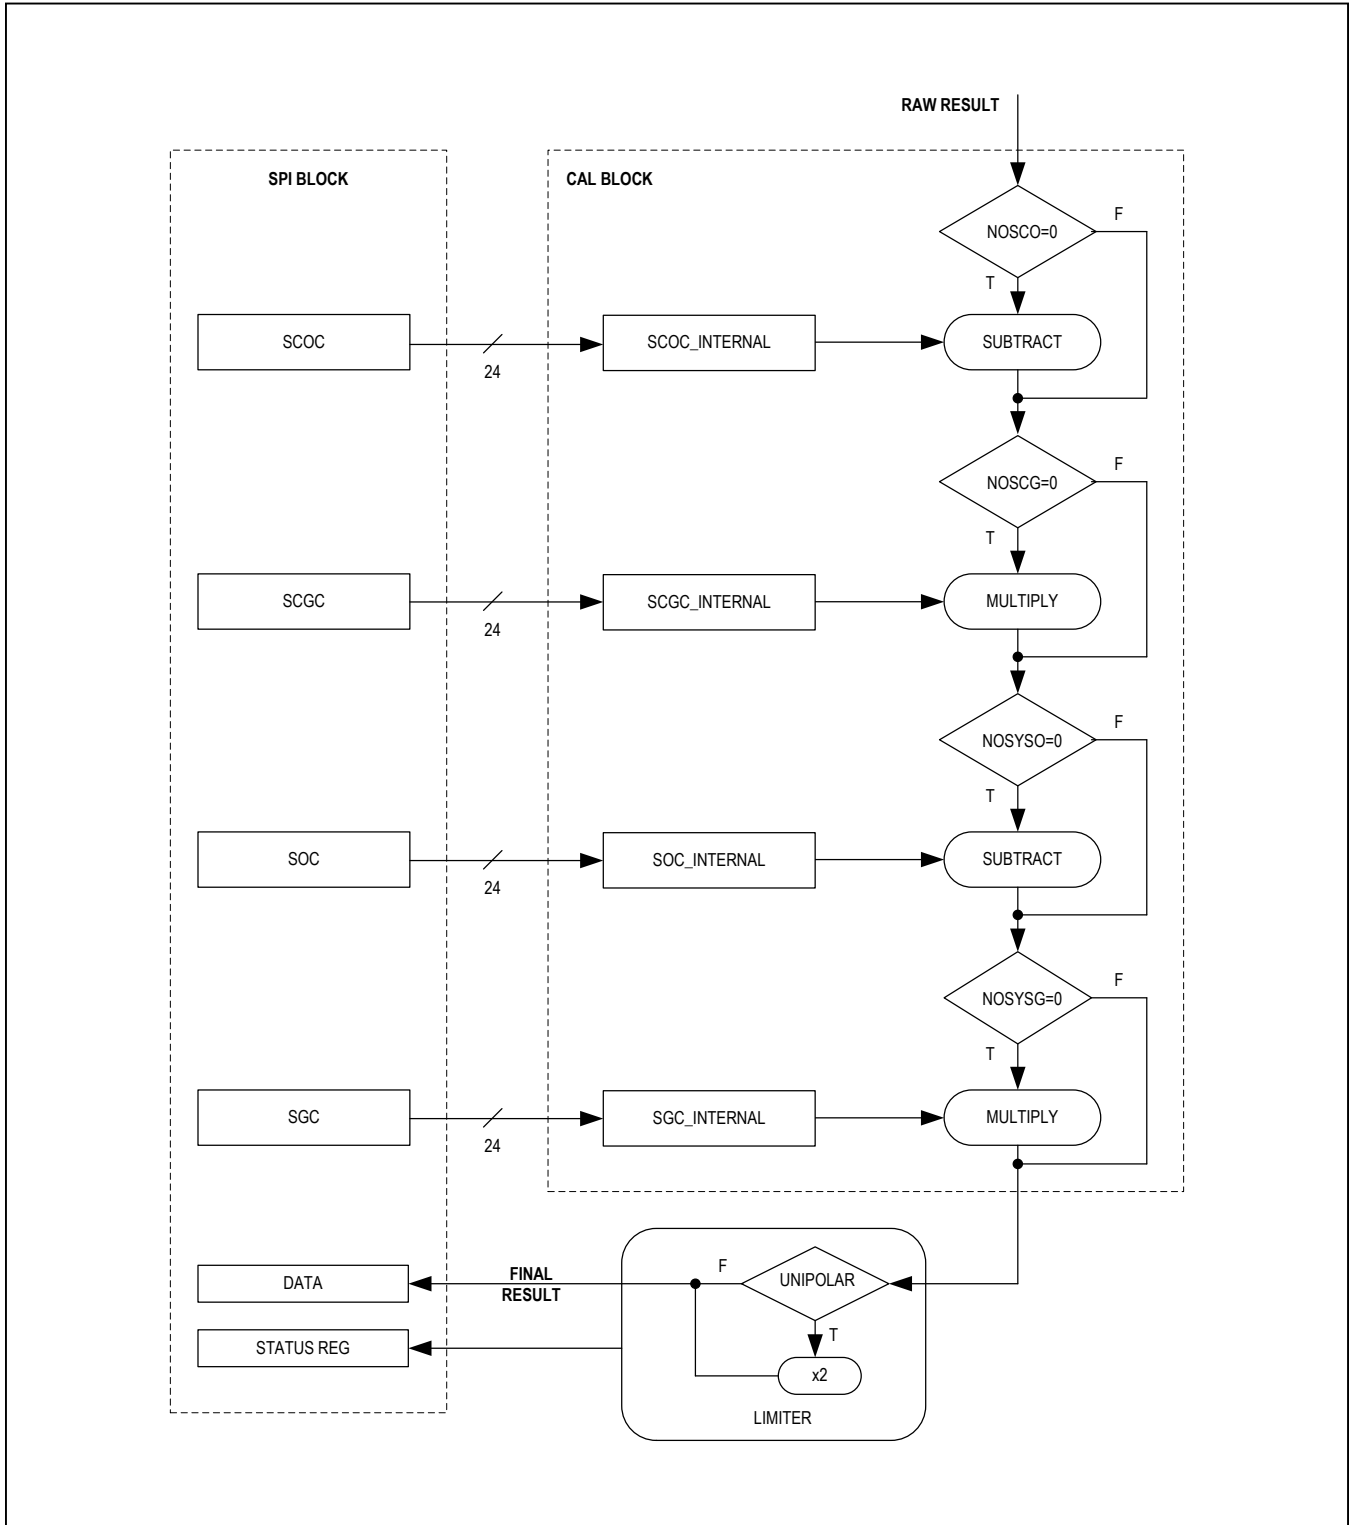 RAW RESULT
SPI BLOCK
CAL BLOCK
NOSCO=0
F
T
SCOC
24
SCOC_INTERNAL
SUBTRACT
NOSCG=0
F
T
SCGC
24
SCGC_INTERNAL
MULTIPLY
NOSYSO=0
F
T
SOC
24
SOC_INTERNAL
SUBTRACT
NOSYSG=0
F
T
SGC
24
SGC_INTERNAL
MULTIPLY
DATA
FINAL
RESULT
F
UNIPOLAR
T
STATUS REG
x2
LIMITER